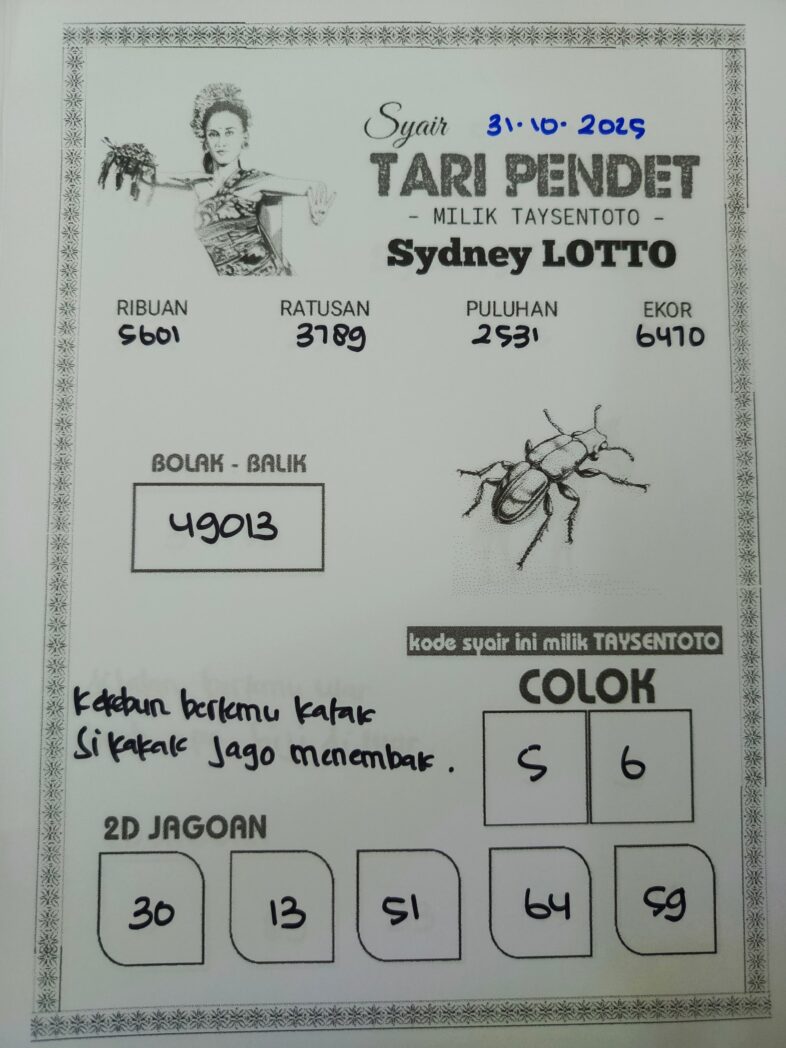 Syair 31.10.2025
TARI PENDET
- MILIK TAYSENTOTO -
Sydney LOTTO
RIBUAN RATUSAN PULUHAN EKOR
5601 3789 2531 6470
BOLAK - BALIK
49013
kode syair ini milik TAYSENTOTO
COLOK
5 6
Kekebun bertemu katak
Si kakak jago menembak.
2D JAGOAN
30 13 51 64 59